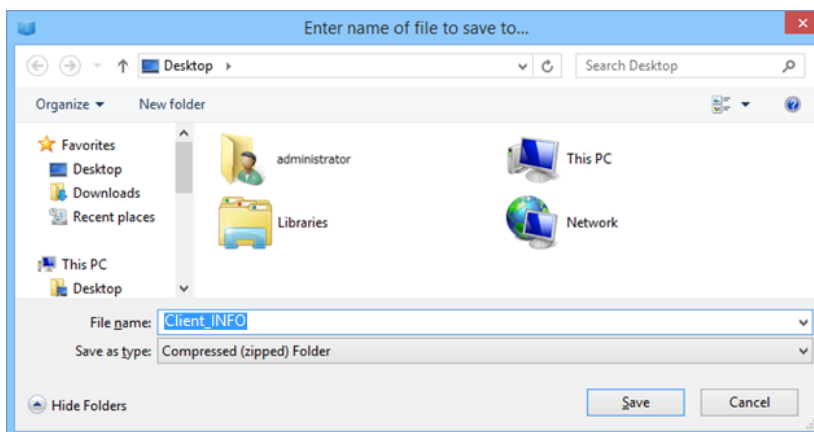 Enter name of file to save to...
Desktop
Search Desktop
Organize
New folder
Favorites
Desktop
Downloads
Recent places
This PC
Desktop
administrator
This PC
Libraries
Network
File name: Client_INFO
Save as type: Compressed (zipped) Folder
Hide Folders
Save
Cancel